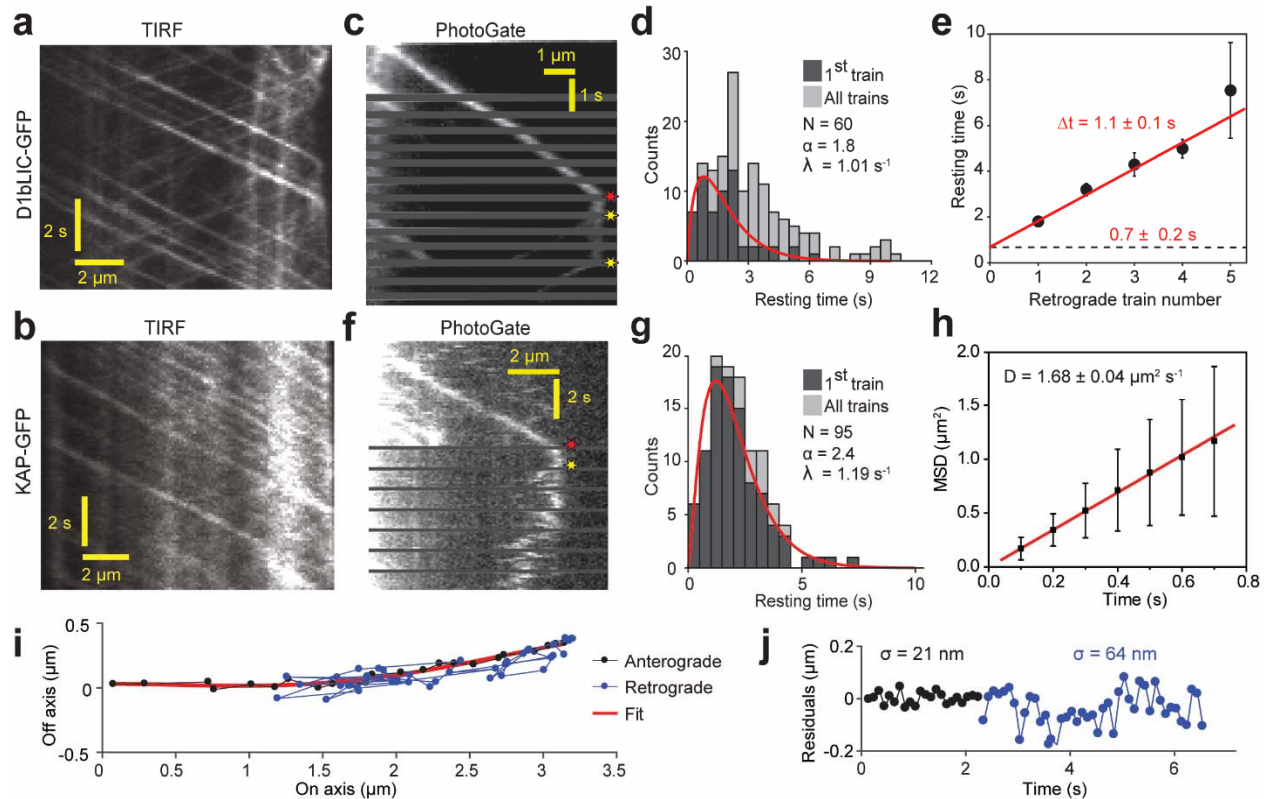 a
TIRF
D1bLIC-GFP
2 s
2 μm
b
TIRF
KAP-GFP
2 s
2 μm
c
PhotoGate
1 μm
1 s
f
PhotoGate
2 μm
2 s
d
30
20
10
0
Counts
1st train
All trains
N = 60
α = 1.8
λ = 1.01 s-1
0 3 6 9 12
Resting time (s)
e
10
8
6
4
2
0
Resting time (s)
Δt = 1.1 ± 0.1 s
0.7 ± 0.2 s
0 1 2 3 4 5
Retrograde train number
g
20
15
10
5
0
Counts
1st train
All trains
N = 95
α = 2.4
λ = 1.19 s-1
0 5 10
Resting time (s)
h
2.0
1.5
1.0
0.5
0.0
MSD (μm2)
D = 1.68 ± 0.04 μm2 s-1
0.0 0.2 0.4 0.6 0.8
Time (s)
i
0.5
0
-0.5
Off axis (μm)
Anterograde
Retrograde
Fit
0 0.5 1 1.5 2 2.5 3 3.5
On axis (μm)
j
0.2
0
-0.2
Residuals (μm)
σ = 21 nm
σ = 64 nm
0 2 4 6
Time (s)